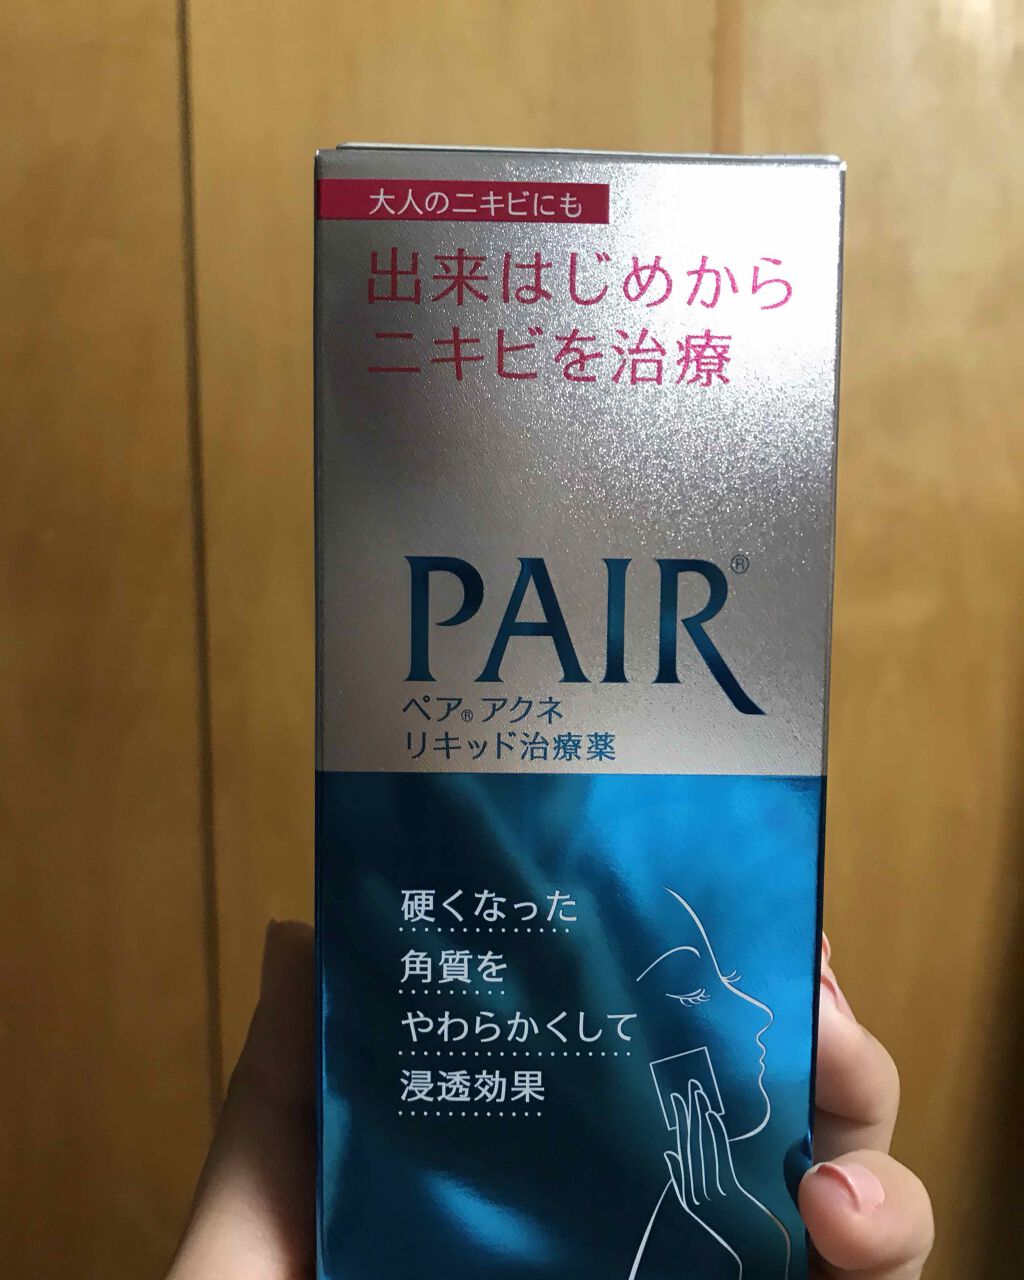 大人のニキビにも
出来はじめから
ニキビを治療
PAIR®
ペア®アクネ
リキッド治療薬
硬くなった
角質を
やわらかくして
浸透効果